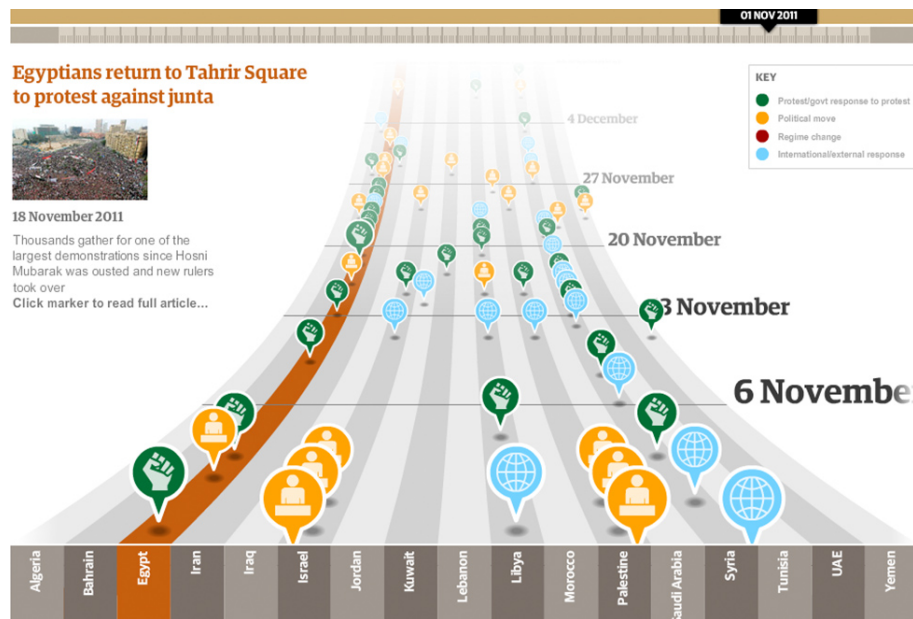 01 NOV 2011
Egyptians return to Tahrir Square
to protest against junta
18 November 2011
Thousands gather for one of the
largest demonstrations since Hosni
Mubarak was ousted and new rulers
took over
Click marker to read full article...
KEY
Protest/govt response to protest
Political move
Regime change
International/external response
4 December
27 November
20 November
3 November
6 Novembe
Algeria
Bahrain
Egypt
Iran
Iraq
Israel
Jordan
Kuwait
Lebanon
Libya
Morocco
Palestine
Saudi Arabia
Syria
Tunisia
UAE
Yemen